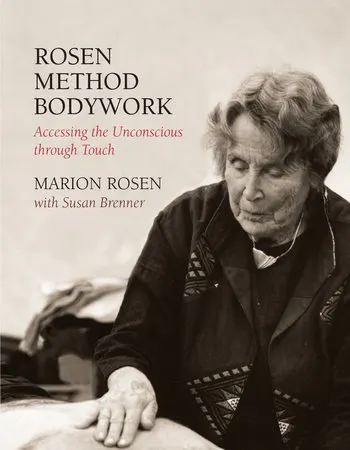 ROSEN
METHOD
BODYWORK
Accessing the Unconscious
through Touch
MARION ROSEN
with Susan Brenner